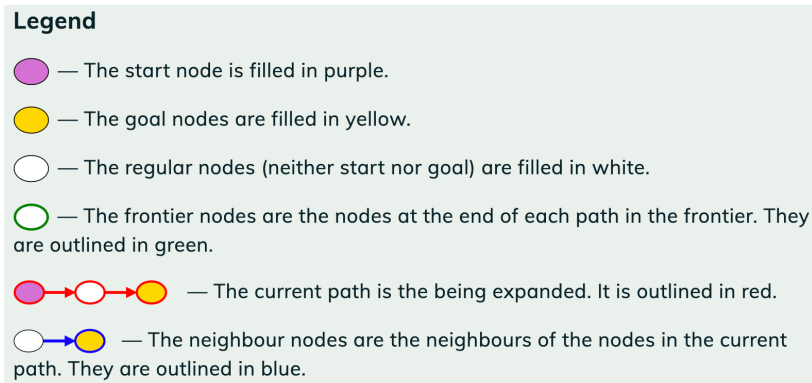 Legend
— The start node is filled in purple.
— The goal nodes are filled in yellow.
— The regular nodes (neither start nor goal) are filled in white.
— The frontier nodes are the nodes at the end of each path in the frontier. They
are outlined in green.
— The current path is the being expanded. It is outlined in red.
— The neighbour nodes are the neighbours of the nodes in the current
path. They are outlined in blue.